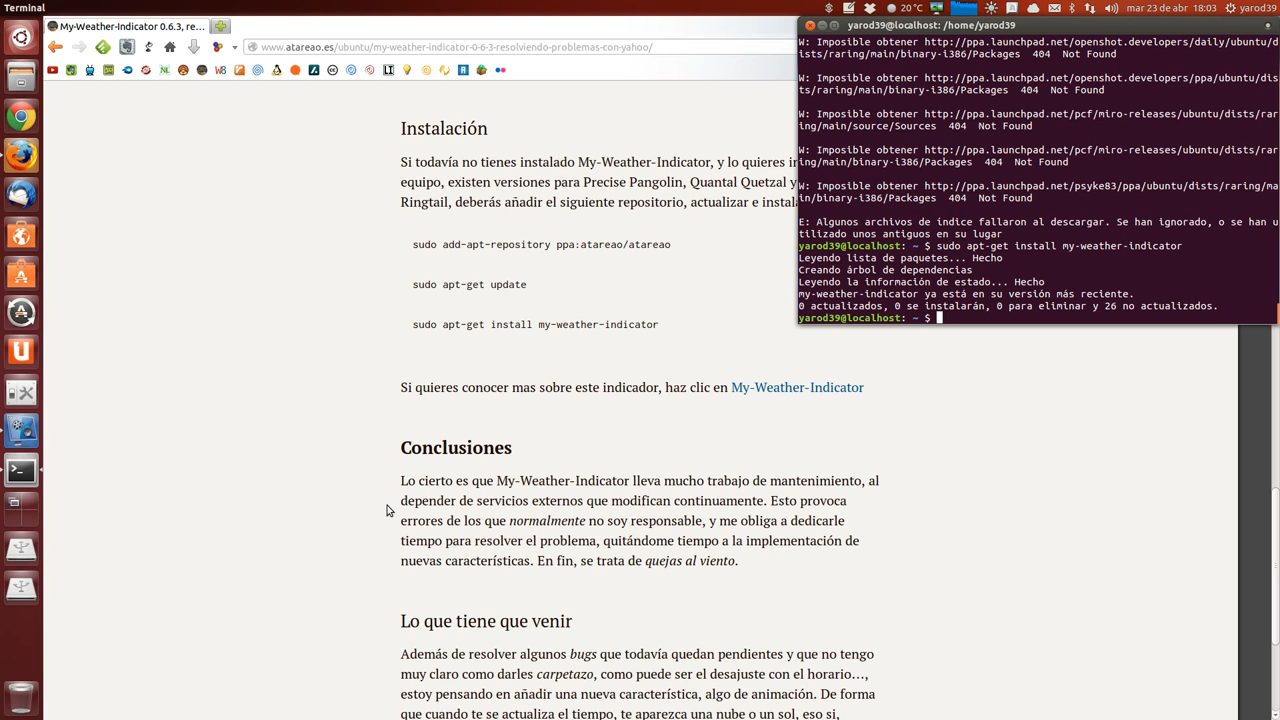 Terminal
20 °C
mar 23 de abr
18:03
yarod39
My-Weather-Indicator 0.6.3, re...
www.atareao.es/ubuntu/my-weather-indicator-0-6-3-resolviendo-problemas-con-yahoo/
Instalación
Si todavía no tienes instalado My-Weather-Indicator, y lo quieres in
equipo, existen versiones para Precise Pangolin, Quantal Quetzal y
Ringtail, deberás añadir el siguiente repositorio, actualizar e instala
sudo add-apt-repository ppa:atareao/atareao
sudo apt-get update
sudo apt-get install my-weather-indicator
Si quieres conocer mas sobre este indicador, haz clic en My-Weather-Indicator
Conclusiones
Lo cierto es que My-Weather-Indicator lleva mucho trabajo de mantenimiento, al
depender de servicios externos que modifican continuamente. Esto provoca
errores de los que normalmente no soy responsable, y me obliga a dedicarle
tiempo para resolver el problema, quitándome tiempo a la implementación de
nuevas características. En fin, se trata de quejas al viento.
Lo que tiene que venir
Además de resolver algunos bugs que todavía quedan pendientes y que no tengo
muy claro como darles carpetazo, como puede ser el desajuste con el horario...,
estoy pensando en añadir una nueva característica, algo de animación. De forma
que cuando te se actualiza el tiempo, te aparezca una nube o un sol, eso si,
yarod39@localhost: /home/yarod39
W: Imposible obtener http://ppa.launchpad.net/openshot.developers/daily/ubuntu/d
ists/raring/main/binary-i386/Packages  404  Not Found
W: Imposible obtener http://ppa.launchpad.net/openshot.developers/ppa/ubuntu/dis
ts/raring/main/binary-i386/Packages  404  Not Found
W: Imposible obtener http://ppa.launchpad.net/pcf/miro-releases/ubuntu/dists/rar
ing/main/source/Sources  404  Not Found
W: Imposible obtener http://ppa.launchpad.net/pcf/miro-releases/ubuntu/dists/rar
ing/main/binary-i386/Packages  404  Not Found
W: Imposible obtener http://ppa.launchpad.net/psyke83/ppa/ubuntu/dists/raring/ma
in/binary-i386/Packages  404  Not Found
E: Algunos archivos de índice fallaron al descargar. Se han ignorado, o se han u
tilizado unos antiguos en su lugar
yarod39@localhost: ~ $ sudo apt-get install my-weather-indicator
Leyendo lista de paquetes... Hecho
Creando árbol de dependencias
Leyendo la información de estado... Hecho
my-weather-indicator ya está en su versión más reciente.
0 actualizados, 0 se instalarán, 0 para eliminar y 26 no actualizados.
yarod39@localhost: ~ $